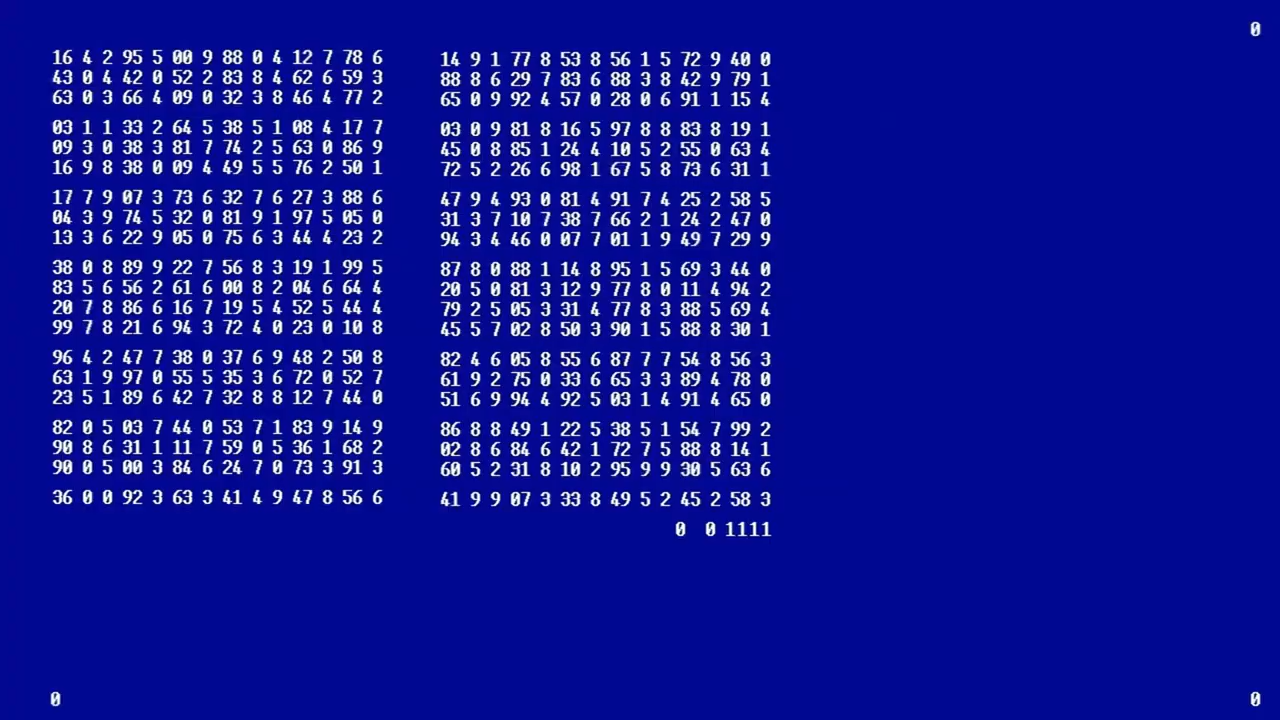 0
16 4 2 95 5 00 9 88 0 4 12 7 78 6
43 0 4 42 0 52 2 83 8 4 62 6 59 3
63 0 3 66 4 09 0 32 3 8 46 4 77 2
03 1 1 33 2 64 5 38 5 1 08 4 17 7
09 3 0 38 3 81 7 74 2 5 63 0 86 9
16 9 8 38 0 09 4 49 5 5 76 2 50 1
17 7 9 07 3 73 6 32 7 6 27 3 88 6
04 3 9 74 5 32 0 81 9 1 97 5 05 0
13 3 6 22 9 05 0 75 6 3 44 4 23 2
38 0 8 89 9 22 7 56 8 3 19 1 99 5
83 5 6 56 2 61 6 00 8 2 04 6 64 4
20 7 8 86 6 16 7 19 5 4 52 5 44 4
99 7 8 21 6 94 3 72 4 0 23 0 10 8
96 4 2 47 7 38 0 37 6 9 48 2 50 8
63 1 9 97 0 55 5 35 3 6 72 0 52 7
23 5 1 89 6 42 7 32 8 8 12 7 44 0
82 0 5 03 7 44 0 53 7 1 83 9 14 9
90 8 6 31 1 11 7 59 0 5 36 1 68 2
90 0 5 00 3 84 6 24 7 0 73 3 91 3
36 0 0 92 3 63 3 41 4 9 47 8 56 6
14 9 1 77 8 53 8 56 1 5 72 9 40 0
88 8 6 29 7 83 6 88 3 8 42 9 79 1
65 0 9 92 4 57 0 28 0 6 91 1 15 4
03 0 9 81 8 16 5 97 8 8 83 8 19 1
45 0 8 85 1 24 4 10 5 2 55 0 63 4
72 5 2 26 6 98 1 67 5 8 73 6 31 1
47 9 4 93 0 81 4 91 7 4 25 2 58 5
31 3 7 10 7 38 7 66 2 1 24 2 47 0
94 3 4 46 0 07 7 01 1 9 49 7 29 9
87 8 0 88 1 14 8 95 1 5 69 3 44 0
20 5 0 81 3 12 9 77 8 0 11 4 94 2
79 2 5 05 3 31 4 77 8 3 88 5 69 4
45 5 7 02 8 50 3 90 1 5 88 8 30 1
82 4 6 05 8 55 6 87 7 7 54 8 56 3
61 9 2 75 0 33 6 65 3 3 89 4 78 0
51 6 9 94 4 92 5 03 1 4 91 4 65 0
86 8 8 49 1 22 5 38 5 1 54 7 99 2
02 8 6 84 6 42 1 72 7 5 88 8 14 1
60 5 2 31 8 10 2 95 9 9 30 5 63 6
41 9 9 07 3 33 8 49 5 2 45 2 58 3
0 0 1111
0
0